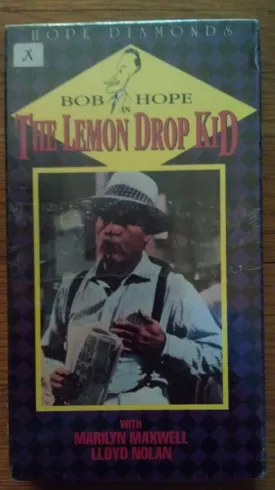 HOPE DIAMONDS
X
BOB HOPE
IN
THE LEMON DROP KID
WITH
MARILYN MAXWELL
LLOYD NOLAN